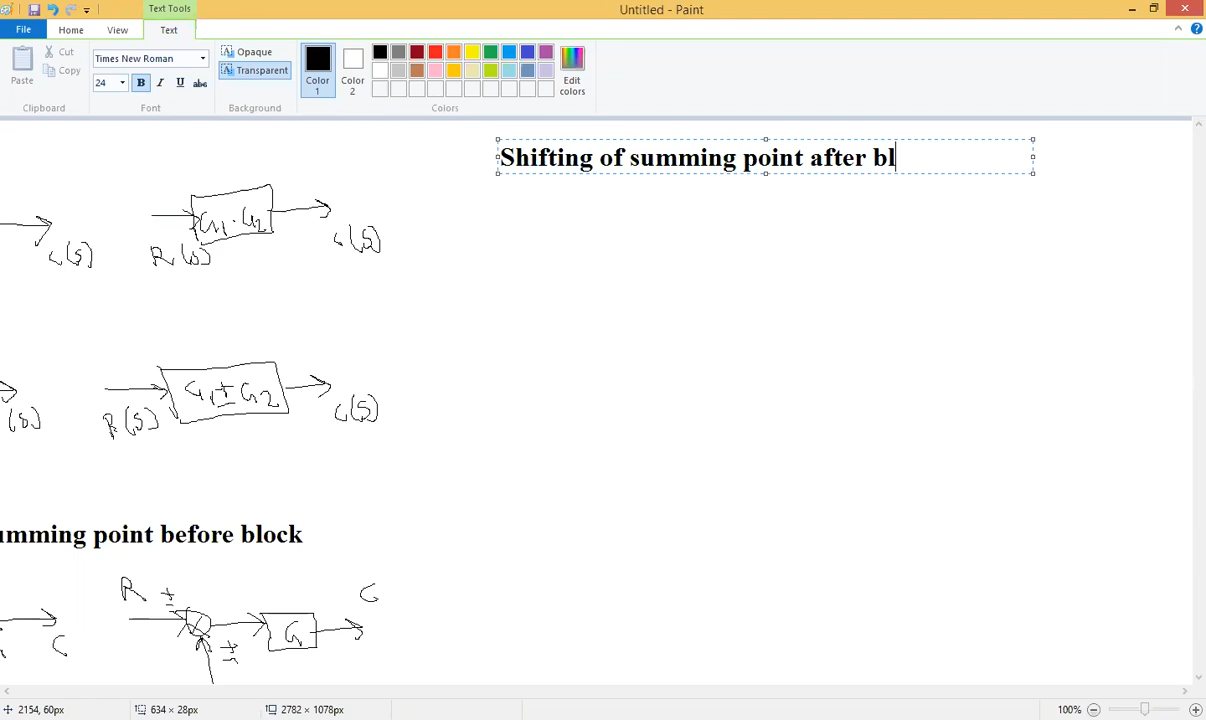 Untitled - Paint
Text Tools
File
Home
View
Text
Paste
Cut
Copy
Times New Roman
24
B
I
U
abc
Opaque
Transparent
Color 1
Color 2
Edit colors
Clipboard
Font
Background
Colors
Shifting of summing point after bl
G1 · G2
C(S)
R(S)
C(S)
G1 ± G2
(S)
R(S)
C(S)
umming point before block
R
±
C
G
C
±
2154, 60px
634 × 28px
2782 × 1078px
100%